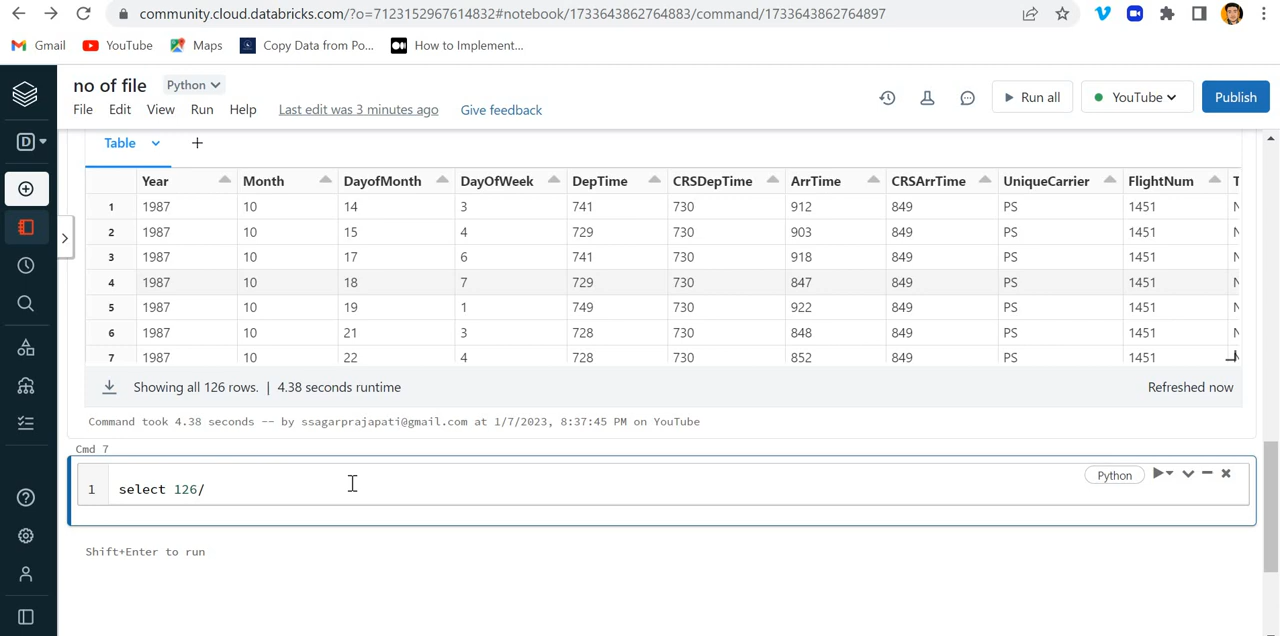 community.cloud.databricks.com/?o=7123152967614832#notebook/1733643862764883/command/1733643862764897
Gmail YouTube Maps Copy Data from Po... How to Implement...
no of file Python
File Edit View Run Help Last edit was 3 minutes ago Give feedback
Run all YouTube Publish
D
Table +
Year Month DayofMonth DayOfWeek DepTime CRSDepTime ArrTime CRSArrTime UniqueCarrier FlightNum T
1 1987 10 14 3 741 730 912 849 PS 1451 N
2 1987 10 15 4 729 730 903 849 PS 1451 N
3 1987 10 17 6 741 730 918 849 PS 1451 N
4 1987 10 18 7 729 730 847 849 PS 1451 N
5 1987 10 19 1 749 730 922 849 PS 1451 N
6 1987 10 21 3 728 730 848 849 PS 1451 N
7 1987 10 22 4 728 730 852 849 PS 1451
Showing all 126 rows. | 4.38 seconds runtime Refreshed now
Command took 4.38 seconds -- by ssagarprajapati@gmail.com at 1/7/2023, 8:37:45 PM on YouTube
Cmd 7
1 select 126/ Python
Shift+Enter to run